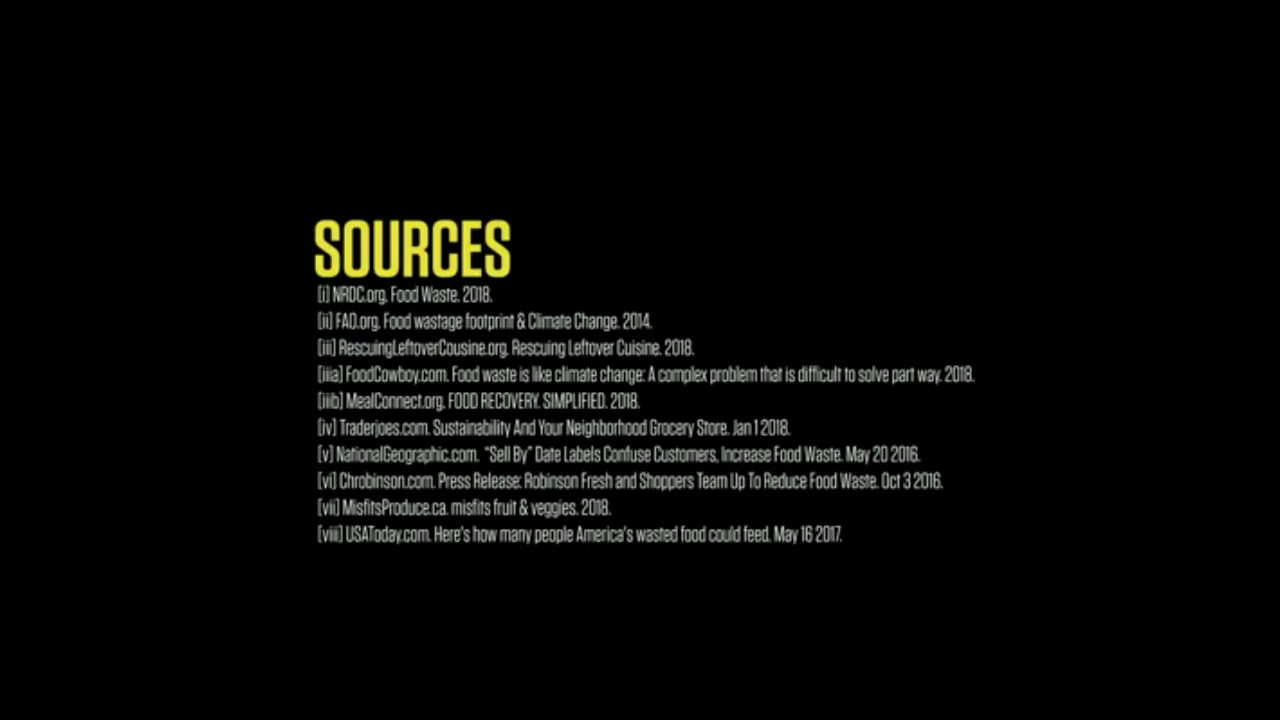 SOURCES
[i] NRDC.org. Food Waste. 2018.
[ii] FAO.org. Food wastage footprint & Climate Change. 2014.
[iii] RescuingLeftoverCousine.org. Rescuing Leftover Cuisine. 2018.
[iiia] FoodCowboy.com. Food waste is like climate change: A complex problem that is difficult to solve part way. 2018.
[iiib] MealConnect.org. FOOD RECOVERY. SIMPLIFIED. 2018.
[iv] Traderjoes.com. Sustainability And Your Neighborhood Grocery Store. Jan 1 2018.
[v] NationalGeographic.com. "Sell By" Date Labels Confuse Customers, Increase Food Waste. May 20 2016.
[vi] Chrobinson.com. Press Release: Robinson Fresh and Shoppers Team Up To Reduce Food Waste. Oct 3 2016.
[vii] MisfitsProduce.ca. misfits fruit & veggies. 2018.
[viii] USAToday.com. Here's how many people America's wasted food could feed. May 16 2017.